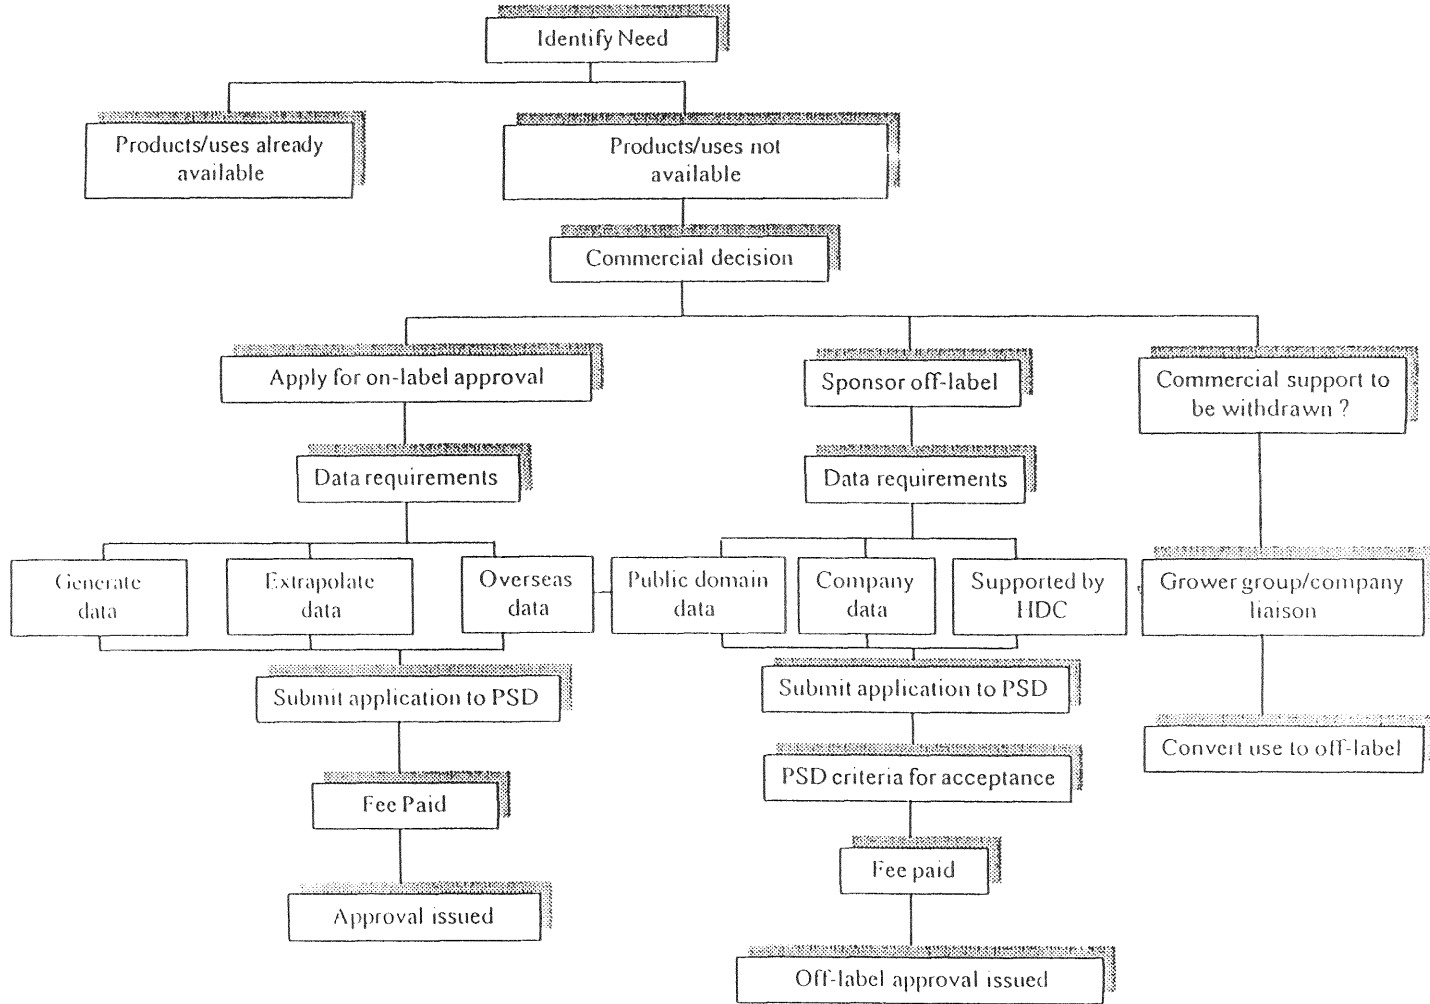 Identify Need
Products/uses already
available
Products/uses not
available
Commercial decision
Apply for on-label approval
Sponsor off-label
Commercial support to
be withdrawn ?
Data requirements
Data requirements
Generate
data
Extrapolate
data
Overseas
data
Public domain
data
Company
data
Supported by
HDC
Grower group/company
liaison
Submit application to PSD
Submit application to PSD
Convert use to off-label
PSD criteria for acceptance
Fee Paid
Fee paid
Approval issued
Off-label approval issued